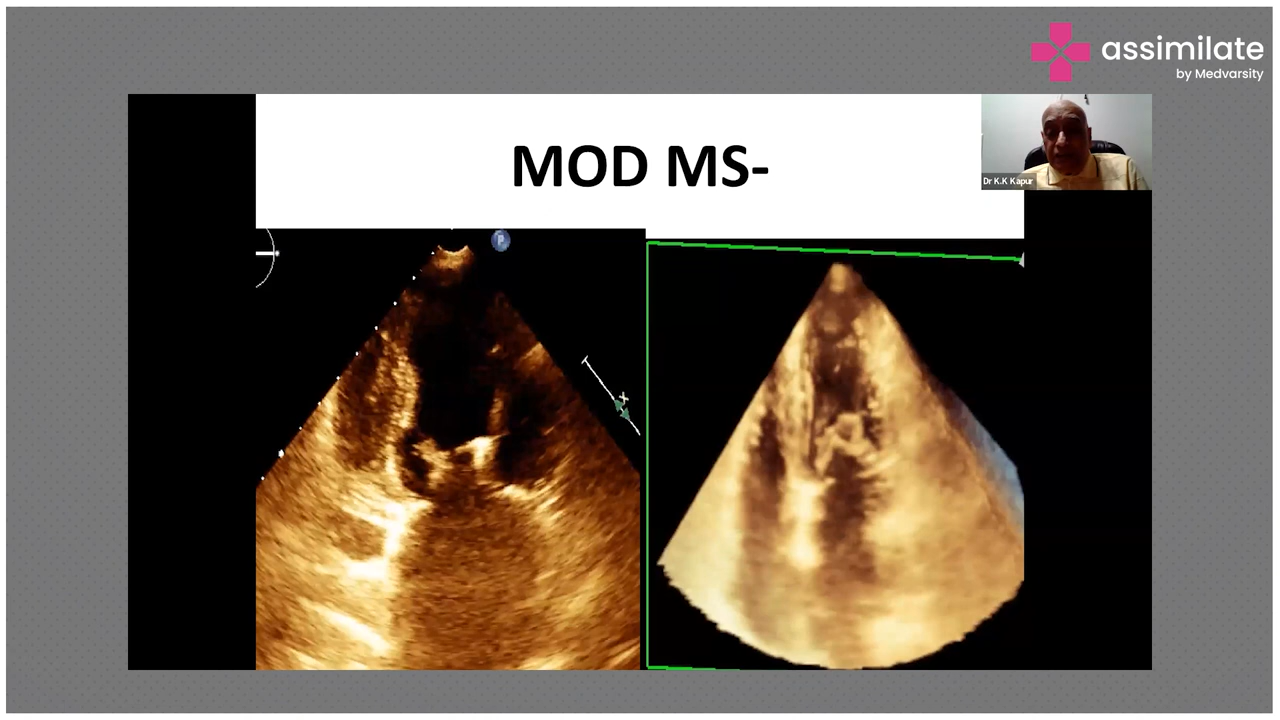 assimilate
by Medvarsity
MOD MS-
Dr K.K Kapur
P
x